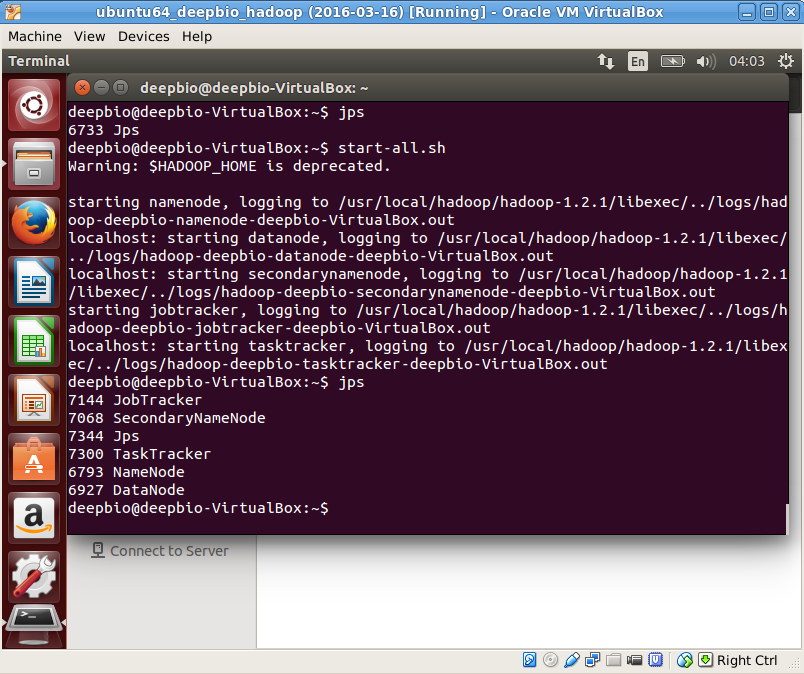 ubuntu64_deepbio_hadoop (2016-03-16) [Running] - Oracle VM VirtualBox
Machine View Devices Help
Terminal En 04:03
deepbio@deepbio-VirtualBox: ~
deepbio@deepbio-VirtualBox:~$ jps
6733 Jps
deepbio@deepbio-VirtualBox:~$ start-all.sh
Warning: $HADOOP_HOME is deprecated.
starting namenode, logging to /usr/local/hadoop/hadoop-1.2.1/libexec/../logs/had
oop-deepbio-namenode-deepbio-VirtualBox.out
localhost: starting datanode, logging to /usr/local/hadoop/hadoop-1.2.1/libexec/
../logs/hadoop-deepbio-datanode-deepbio-VirtualBox.out
localhost: starting secondarynamenode, logging to /usr/local/hadoop/hadoop-1.2.1
/libexec/../logs/hadoop-deepbio-secondarynamenode-deepbio-VirtualBox.out
starting jobtracker, logging to /usr/local/hadoop/hadoop-1.2.1/libexec/../logs/h
adoop-deepbio-jobtracker-deepbio-VirtualBox.out
localhost: starting tasktracker, logging to /usr/local/hadoop/hadoop-1.2.1/libex
ec/../logs/hadoop-deepbio-tasktracker-deepbio-VirtualBox.out
deepbio@deepbio-VirtualBox:~$ jps
7144 JobTracker
7068 SecondaryNameNode
7344 Jps
7300 TaskTracker
6793 NameNode
6927 DataNode
deepbio@deepbio-VirtualBox:~$
Connect to Server
Right Ctrl